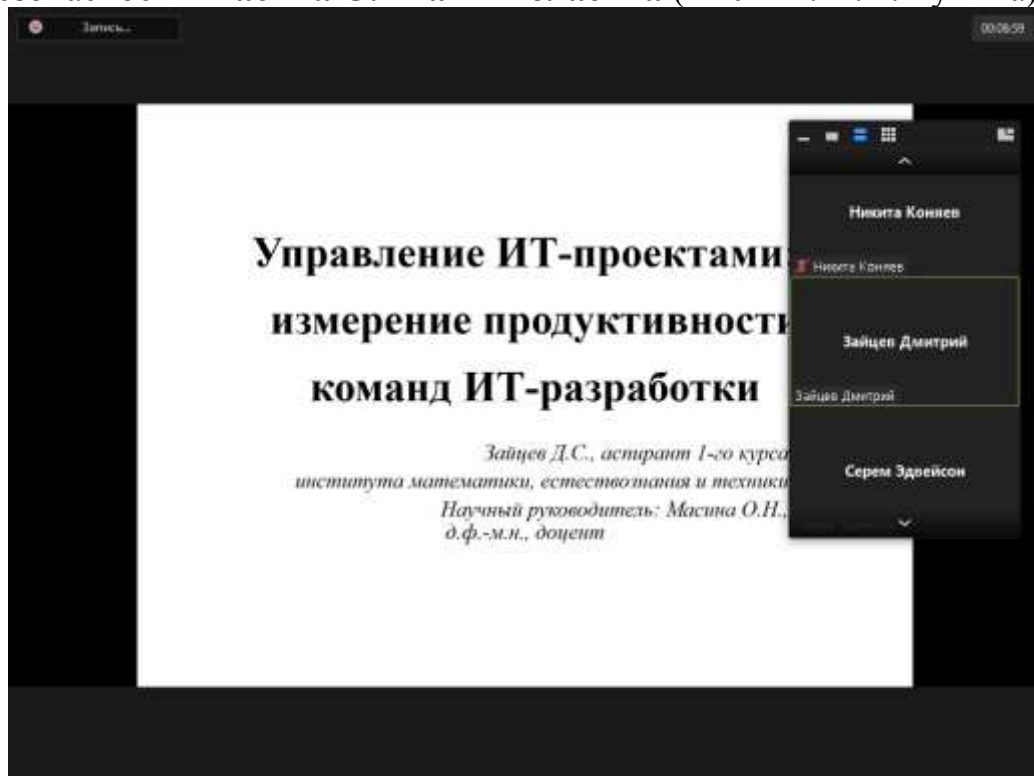 Запись...
00:06:59
Управление ИТ-проектами:
измерение продуктивности
команд ИТ-разработки
Зайцев Д.С., аспирант 1-го курса
института математики, естествознания и техники
Научный руководитель: Масина О.Н.,
д.ф.-м.н., доцент
Никита Коняев
Никита Коняев
Зайцев Дмитрий
Зайцев Дмитрий
Серем Эдвейсон